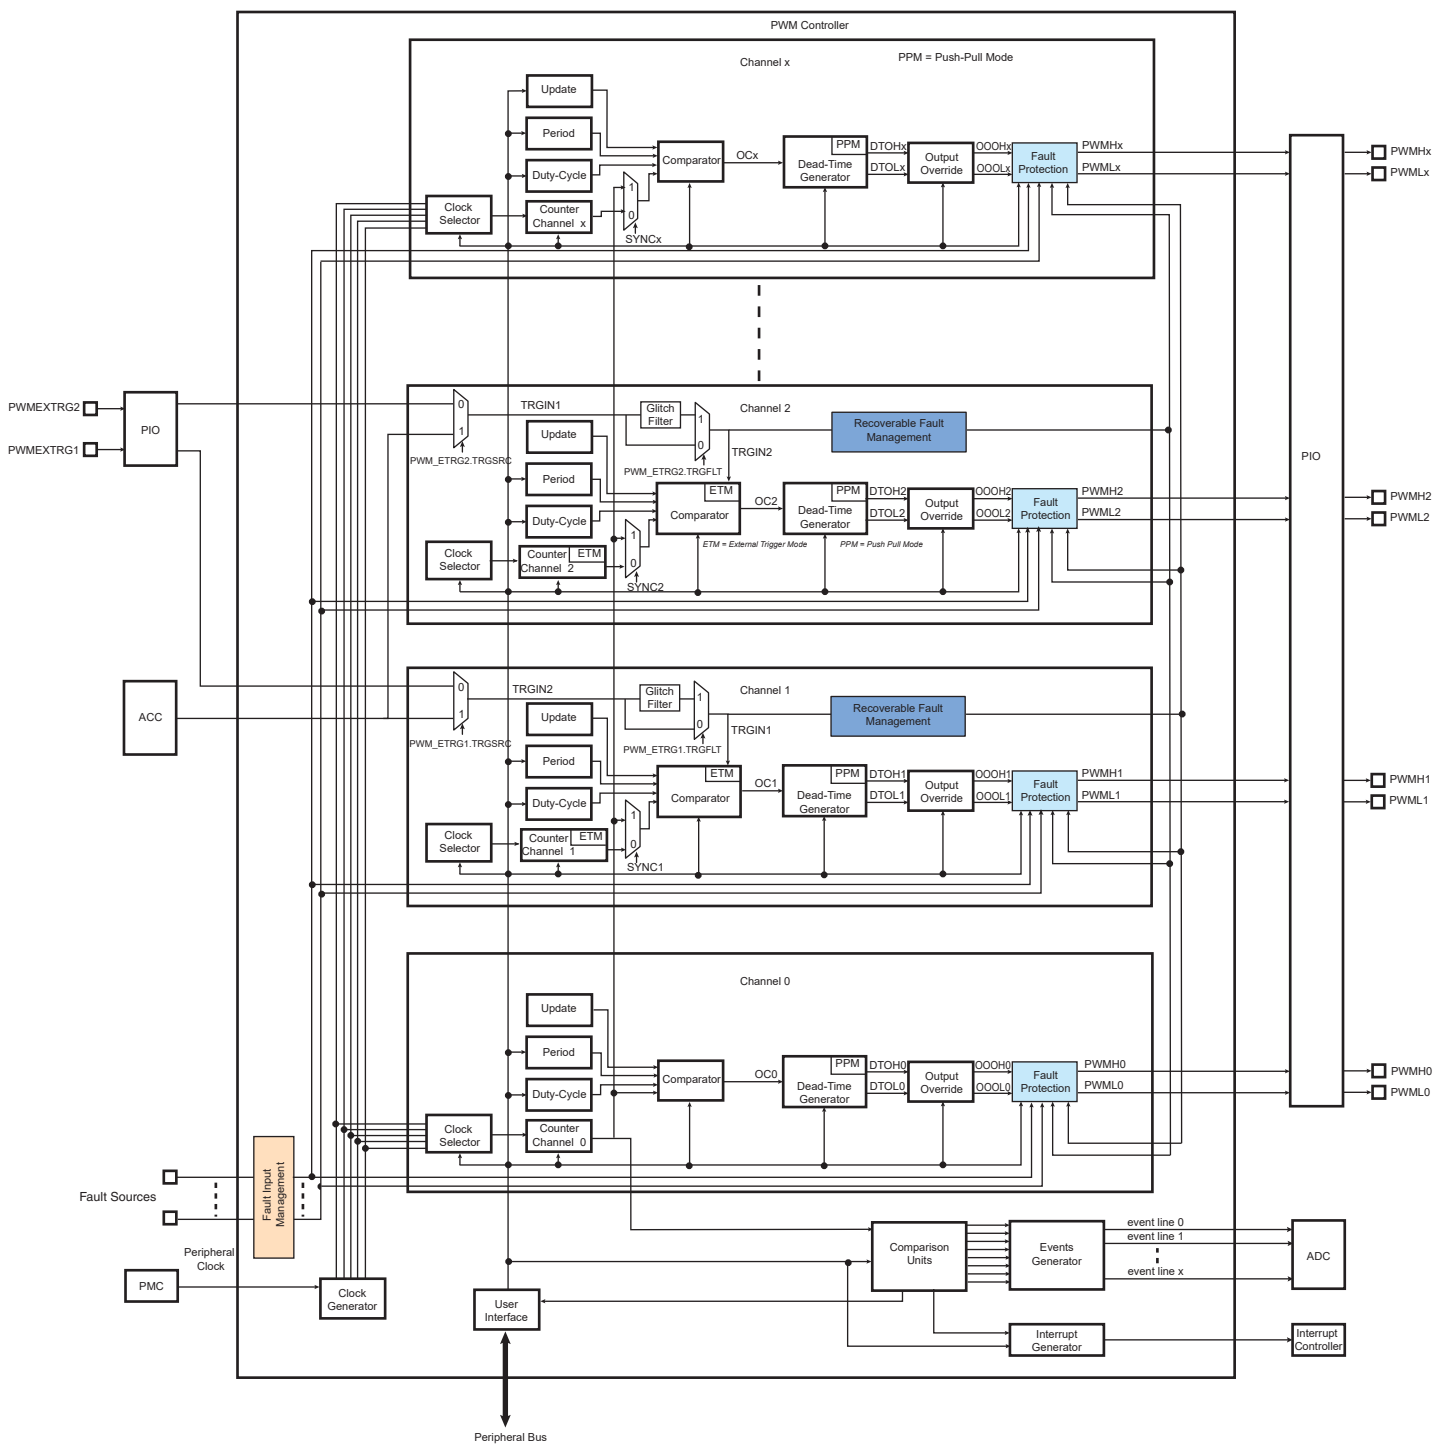 PWM Controller
Channel x
PPM = Push-Pull Mode
Update
Period
Comparator
OCx
PPM
Dead-Time
Generator
DTOHx
DTOLx
Output
Override
OOOHx
OOOLx
Fault
Protection
PWMHx
PWMLx
PWMHx
PWMLx
Duty-Cycle
1
0
Clock
Selector
Counter
Channel x
SYNCx
PWMEXTRG2
PWMEXTRG1
PIO
0
1
TRGIN1
PWM_ETRG2.TRGSRC
Glitch
Filter
1
0
Channel 2
PWM_ETRG2.TRGFLT
TRGIN2
Recoverable Fault
Management
PIO
Update
Period
Duty-Cycle
ETM
Comparator
OC2
PPM
Dead-Time
Generator
DTOH2
DTOL2
Output
Override
OOOH2
OOOL2
Fault
Protection
PWMH2
PWML2
PWMH2
PWML2
ETM = External Trigger Mode
PPM = Push Pull Mode
Clock
Selector
Counter
Channel 2
ETM
1
0
SYNC2
ACC
0
1
TRGIN2
PWM_ETRG1.TRGSRC
Glitch
Filter
1
0
Channel 1
PWM_ETRG1.TRGFLT
TRGIN1
Recoverable Fault
Management
Update
Period
Duty-Cycle
ETM
Comparator
OC1
PPM
Dead-Time
Generator
DTOH1
DTOL1
Output
Override
OOOH1
OOOL1
Fault
Protection
PWMH1
PWML1
PWMH1
PWML1
Clock
Selector
Counter
Channel 1
ETM
1
0
SYNC1
Channel 0
Update
Period
Duty-Cycle
Comparator
OC0
PPM
Dead-Time
Generator
DTOH0
DTOL0
Output
Override
OOOH0
OOOL0
Fault
Protection
PWMH0
PWML0
PWMH0
PWML0
Clock
Selector
Counter
Channel 0
Fault Sources
Fault Input
Management
Peripheral
Clock
PMC
Clock
Generator
User
Interface
Comparison
Units
Events
Generator
event line 0
event line 1
event line x
ADC
Interrupt
Generator
Interrupt
Controller
Peripheral Bus